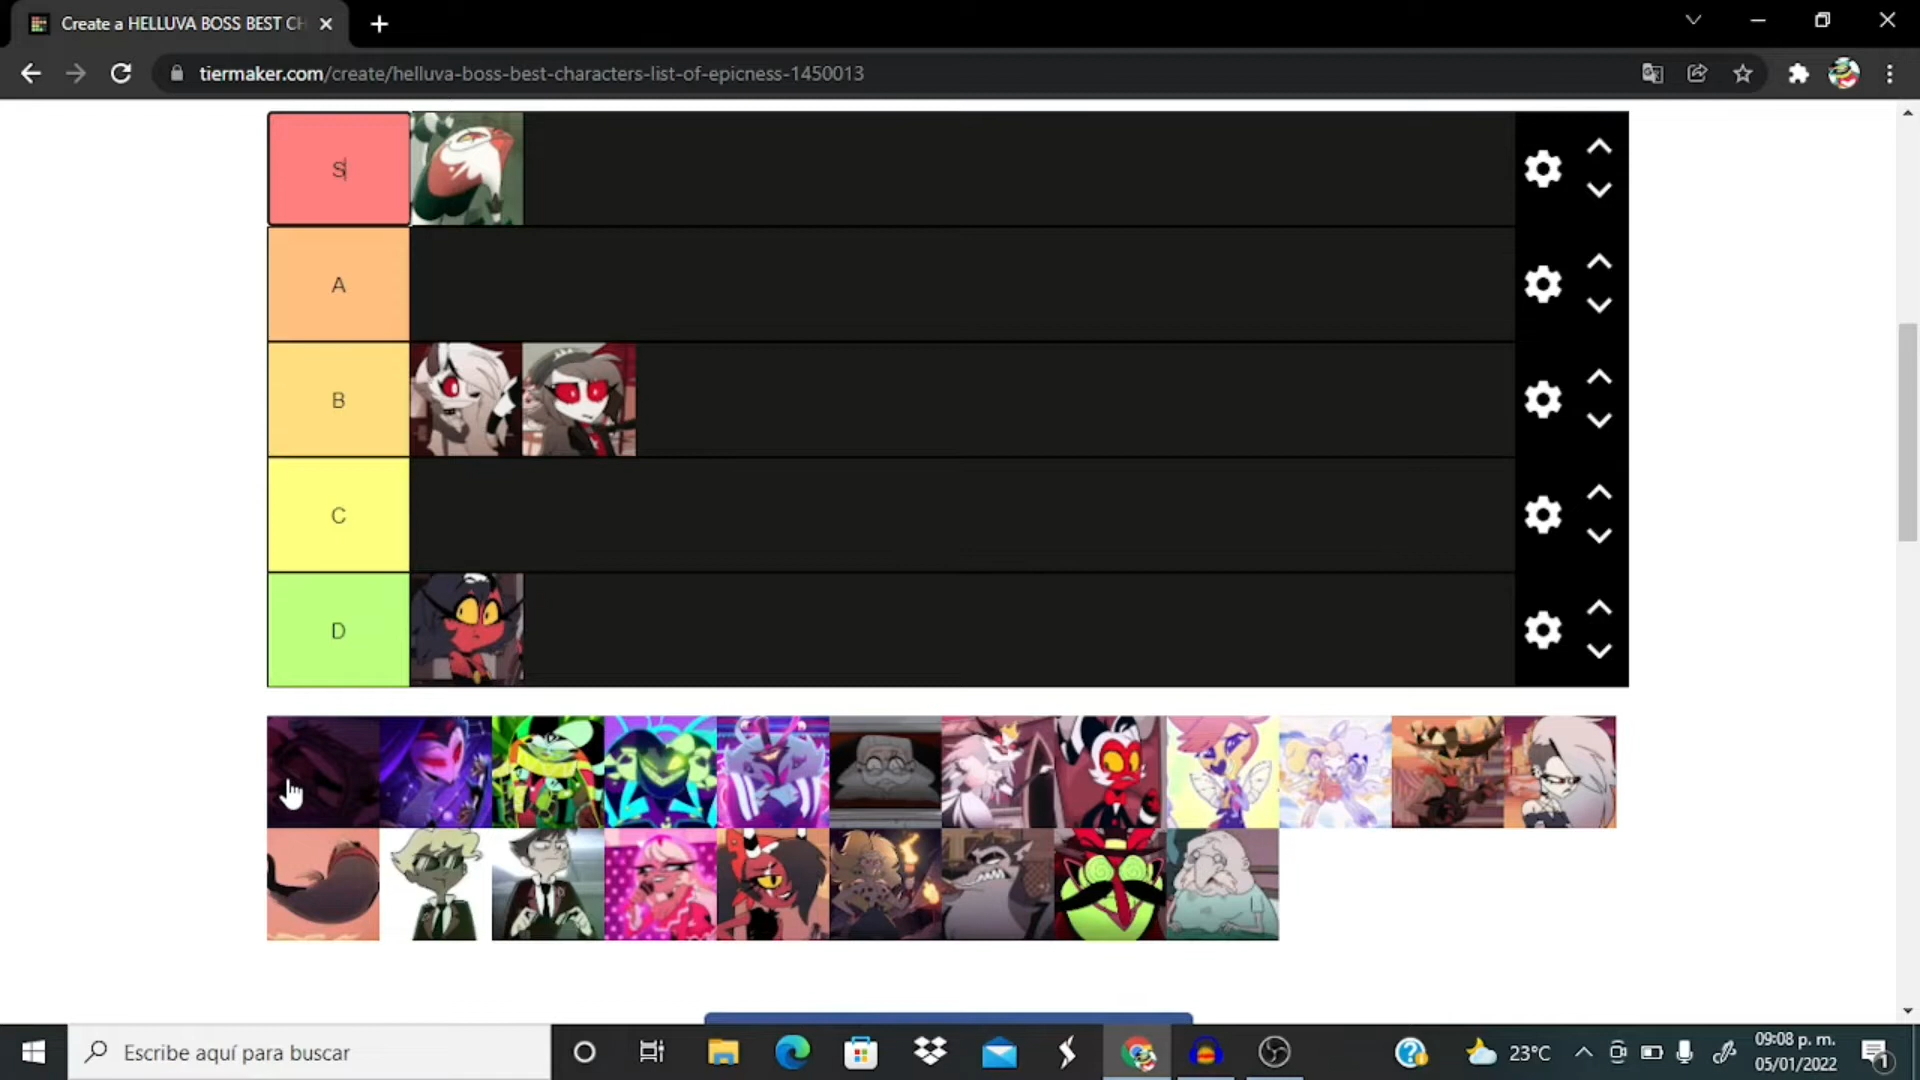 Create a HELLUVA BOSS BEST CH
tiermaker.com/create/helluva-boss-best-characters-list-of-epicness-1450013
S
A
B
C
D
Escribe aquí para buscar
23°C
09:08 p. m.
05/01/2022
1